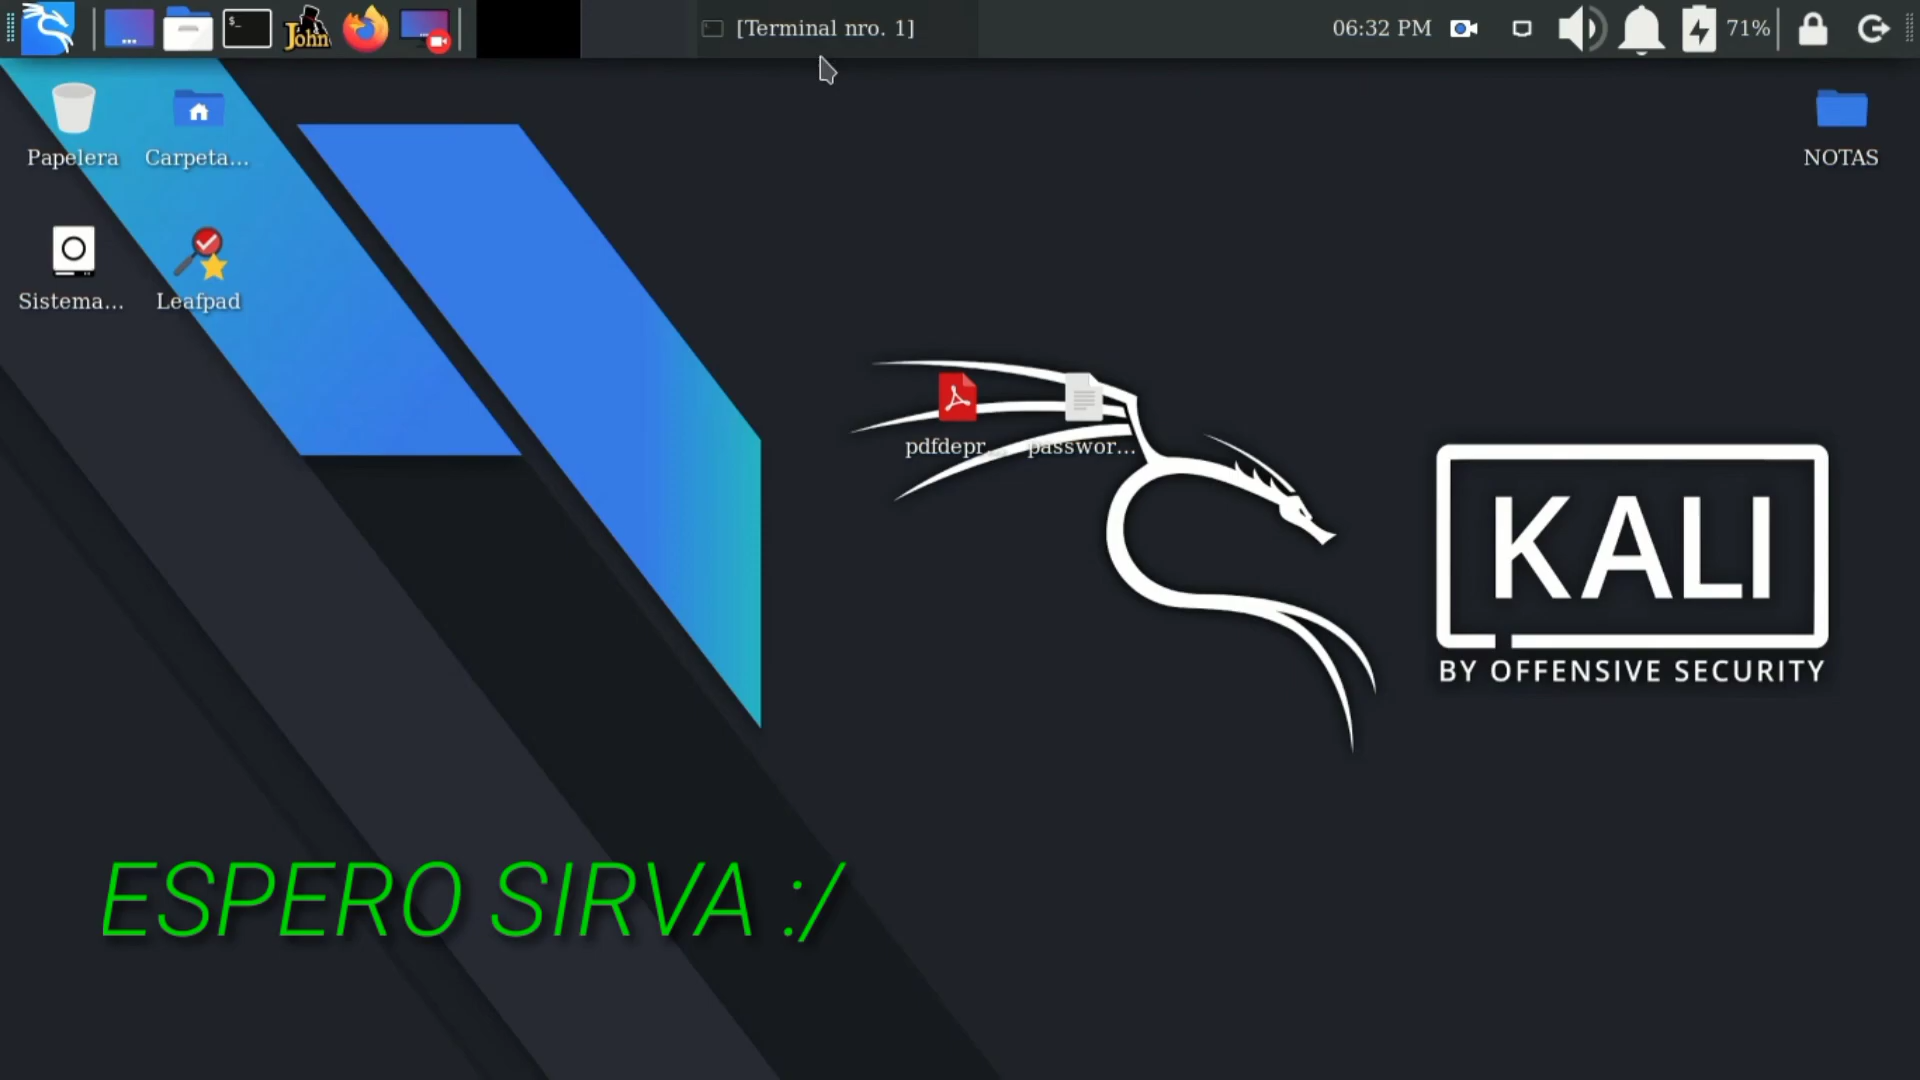 $_
John
[Terminal nro. 1]
06:32 PM
71%
Papelera
Carpeta...
NOTAS
Sistema...
Leafpad
pdfdepr...
passwor...
KALI
BY OFFENSIVE SECURITY
ESPERO SIRVA :/